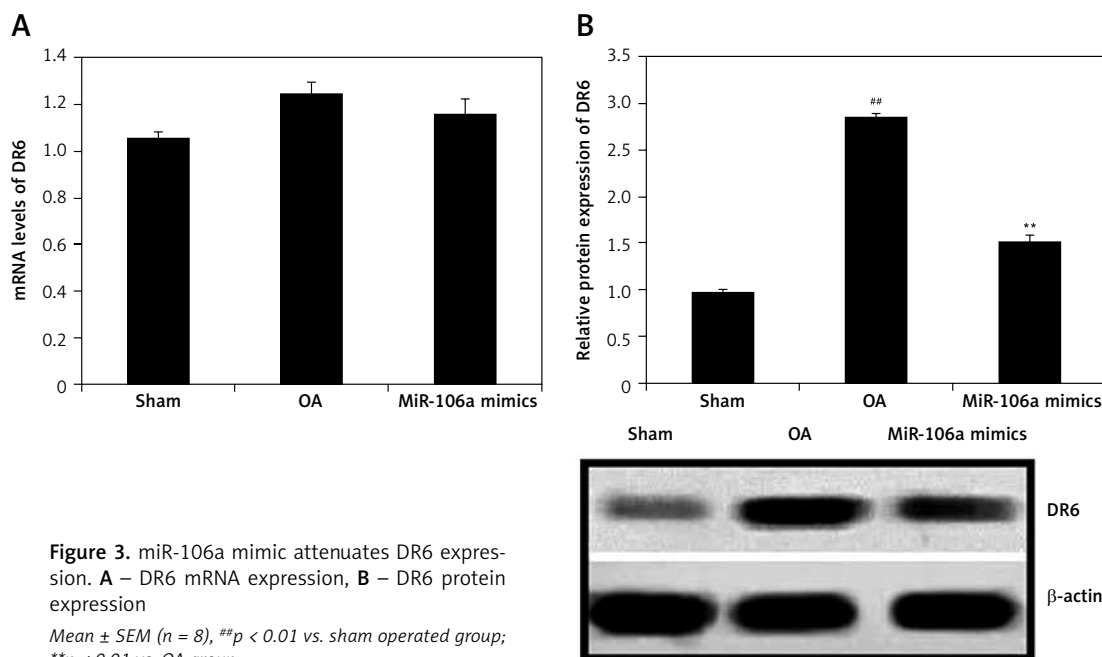 A
1.4
1.2
1.0
0.8
0.6
0.4
0.2
0
mRNA levels of DR6
Sham OA MiR-106a mimics
B
3.5
3.0
2.5
2.0
1.5
1.0
0.5
0
Relative protein expression of DR6
##
**
Sham OA MiR-106a mimics
Sham OA MiR-106a mimics
DR6
β-actin
Figure 3. miR-106a mimic attenuates DR6 expres-
sion. A – DR6 mRNA expression, B – DR6 protein
expression
Mean ± SEM (n = 8), ##p < 0.01 vs. sham operated group;